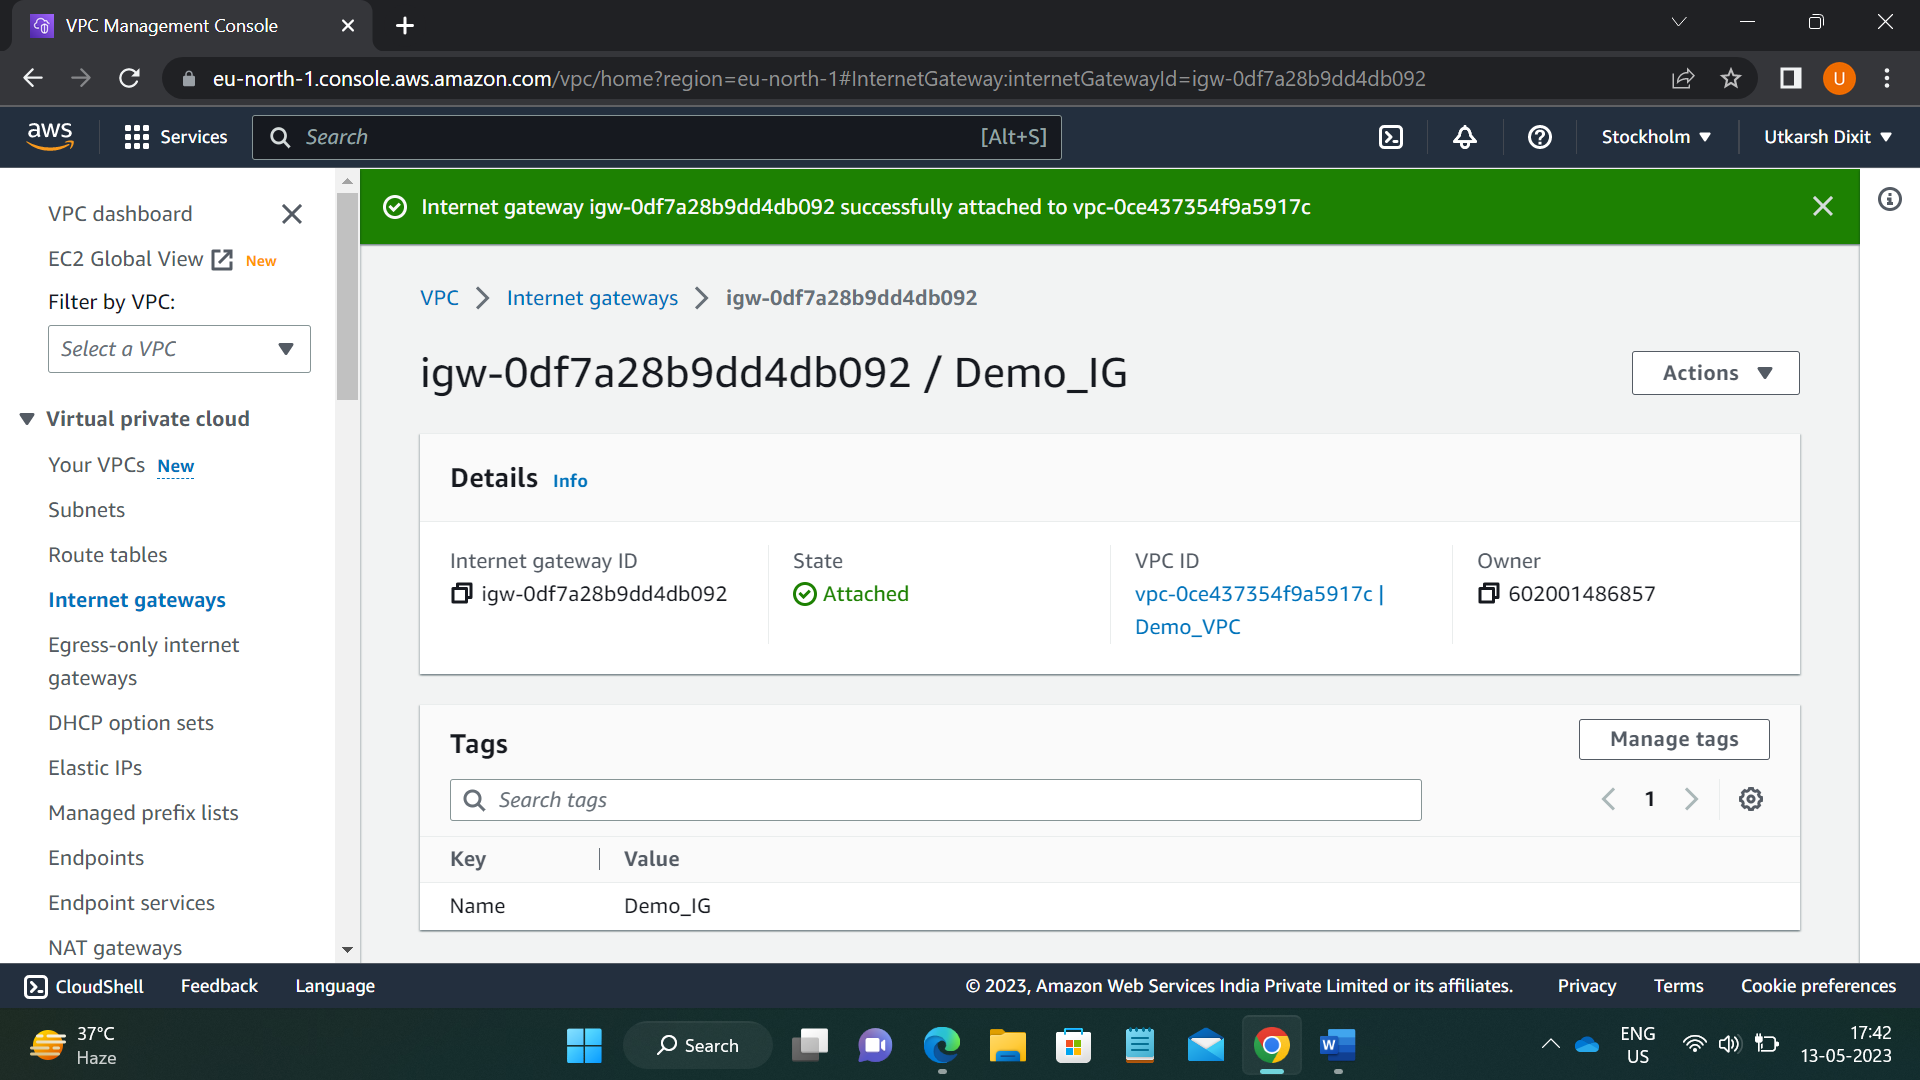 VPC Management Console
eu-north-1.console.aws.amazon.com/vpc/home?region=eu-north-1#InternetGateway:internetGatewayId=igw-0df7a28b9dd4db092
U
aws
Services
Search
[Alt+S]
Stockholm
Utkarsh Dixit
VPC dashboard
EC2 Global View New
Filter by VPC:
Select a VPC
Virtual private cloud
Your VPCs New
Subnets
Route tables
Internet gateways
Egress-only internet
gateways
DHCP option sets
Elastic IPs
Managed prefix lists
Endpoints
Endpoint services
NAT gateways
Internet gateway igw-0df7a28b9dd4db092 successfully attached to vpc-0ce437354f9a5917c
VPC Internet gateways igw-0df7a28b9dd4db092
igw-0df7a28b9dd4db092 / Demo_IG
Actions
Details Info
Internet gateway ID
igw-0df7a28b9dd4db092
State
Attached
VPC ID
vpc-0ce437354f9a5917c |
Demo_VPC
Owner
602001486857
Tags
Manage tags
Search tags
1
Key Value
Name Demo_IG
CloudShell Feedback Language
© 2023, Amazon Web Services India Private Limited or its affiliates. Privacy Terms Cookie preferences
37°C
Haze
Search
W
ENG
US
17:42
13-05-2023